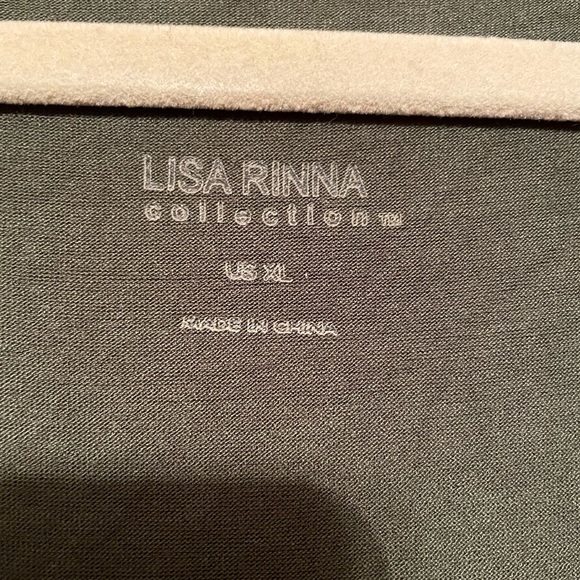 LISA RINNA
collection™
US XL
MADE IN CHINA